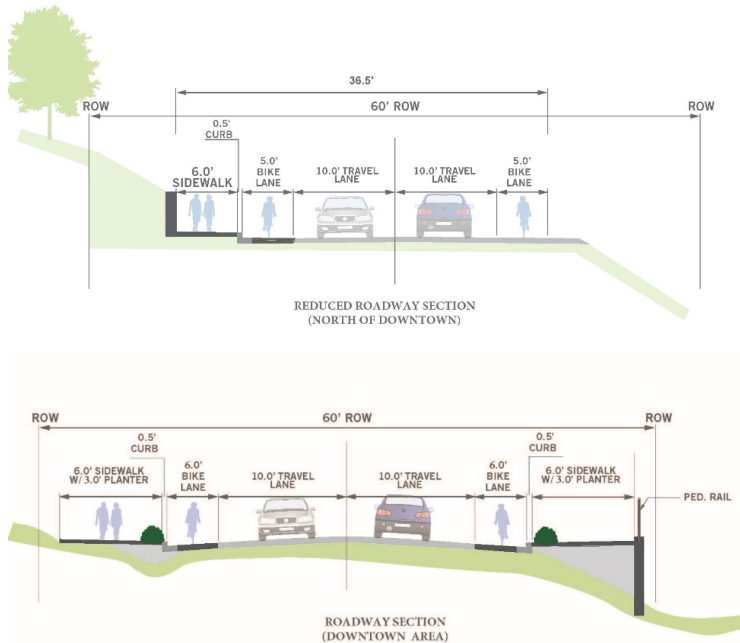 36.5'
ROW
60' ROW
ROW
0.5'
CURB
6.0'
SIDEWALK
5.0'
BIKE
LANE
10.0' TRAVEL
LANE
10.0' TRAVEL
LANE
5.0'
BIKE
LANE
REDUCED ROADWAY SECTION
(NORTH OF DOWNTOWN)
ROW
60' ROW
ROW
0.5'
CURB
0.5'
CURB
6.0' SIDEWALK
W/ 3.0' PLANTER
6.0'
BIKE
LANE
10.0' TRAVEL
LANE
10.0' TRAVEL
LANE
6.0'
BIKE
LANE
6.0' SIDEWALK
W/ 3.0' PLANTER
PED. RAIL
ROADWAY SECTION
(DOWNTOWN AREA)